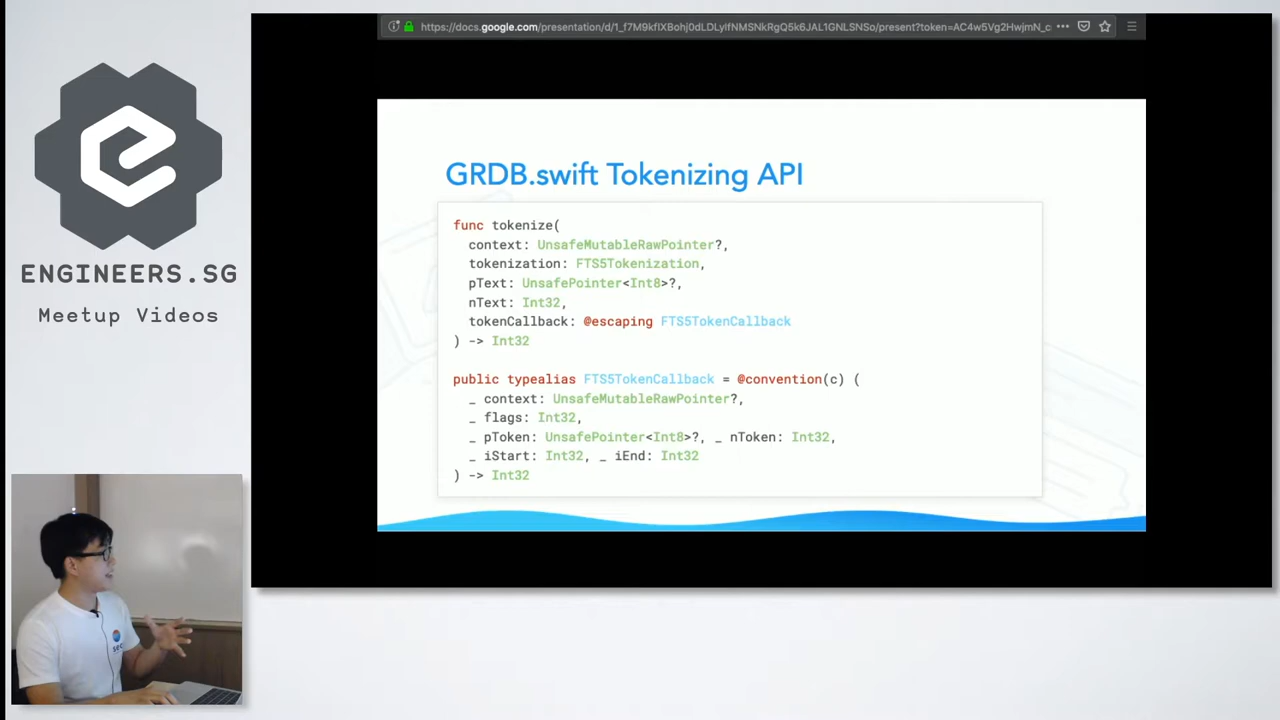 https://docs.google.com/presentation/d/1_f7M9kfIXBohj0dLDLyIfNMSNkRgQ5k6JAL1GNLSNSo/present?token=AC4w5Vg2HwjmN_c
GRDB.swift Tokenizing API
func tokenize(
context: UnsafeMutableRawPointer?,
tokenization: FTS5Tokenization,
pText: UnsafePointer<Int8>?,
nText: Int32,
tokenCallback: @escaping FTS5TokenCallback
) -> Int32
public typealias FTS5TokenCallback = @convention(c) (
_ context: UnsafeMutableRawPointer?,
_ flags: Int32,
_ pToken: UnsafePointer<Int8>?, _ nToken: Int32,
_ iStart: Int32, _ iEnd: Int32
) -> Int32
ENGINEERS.SG
Meetup Videos